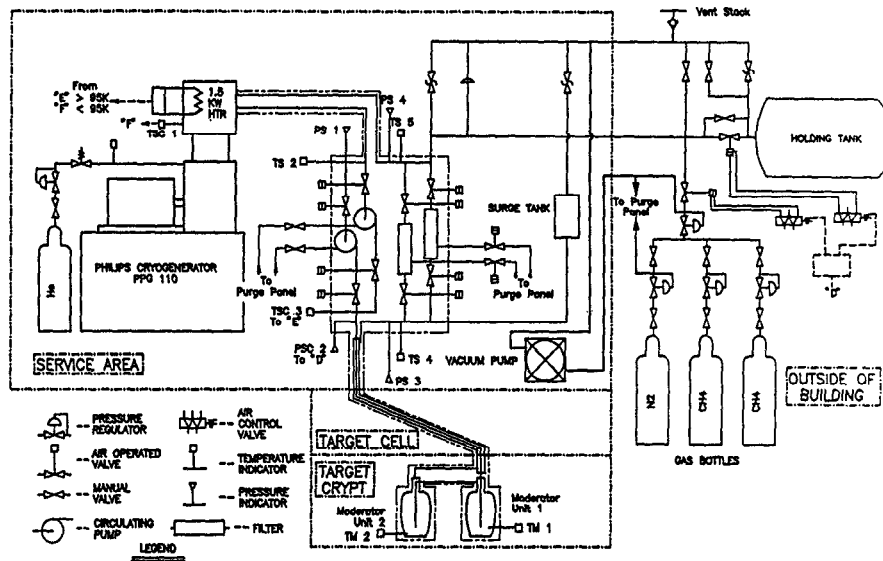 Vent Stack
From
"E" > 95K
"F" < 95K
1.5
KW
HTR
"F"
TSC 1
PS 4
TS 5
PS 1
TS 2
HOLDING TANK
SURGE TANK
To Purge
Panel
He
PHILIPS CRYOGENERATOR
PPG 110
To
Purge Panel
To
Purge Panel
"D"
TSC 3
To "E"
PSC 2
To "D"
TS 4
PS 3
VACUUM PUMP
SERVICE AREA
N2
CH4
CH4
OUTSIDE OF
BUILDING
GAS BOTTLES
PRESSURE
REGULATOR
AIR
CONTROL
VALVE
TARGET CELL
AIR OPERATED
VALVE
TEMPERATURE
INDICATOR
TARGET
CRYPT
MANUAL
VALVE
PRESSURE
INDICATOR
Moderator
Unit 2
TM 2
Moderator
Unit 1
TM 1
CIRCULATING
PUMP
FILTER
LEGEND